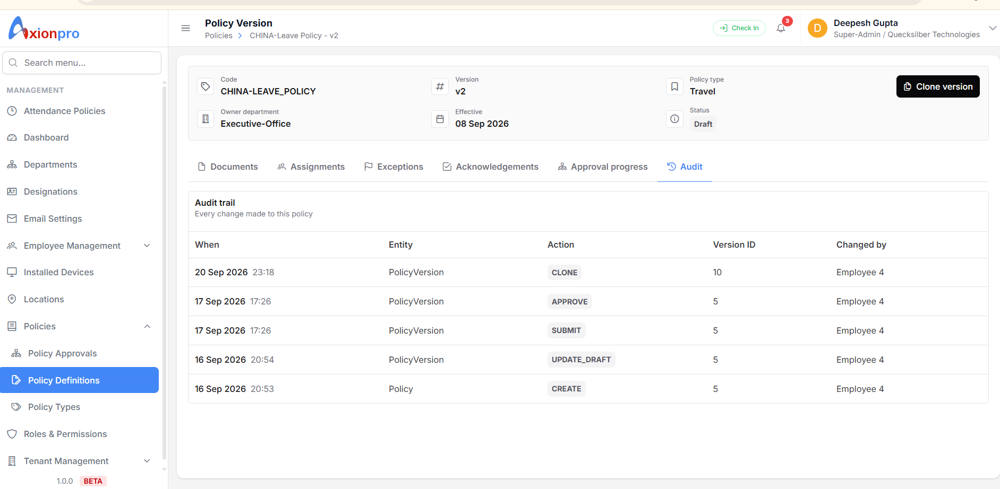 Axionpro
Search menu...
MANAGEMENT
Attendance Policies
Dashboard
Departments
Designations
Email Settings
Employee Management
Installed Devices
Locations
Policies
Policy Approvals
Policy Definitions
Policy Types
Roles & Permissions
Tenant Management
1.0.0 BETA
Policy Version
Policies > CHINA-Leave Policy - v2
Check In
3
D
Deepesh Gupta
Super-Admin / Quecksilber Technologies
Code
CHINA-LEAVE_POLICY
Version
v2
Policy type
Travel
Clone version
Owner department
Executive-Office
Effective
08 Sep 2026
Status
Draft
Documents Assignments Exceptions Acknowledgements Approval progress Audit
Audit trail
Every change made to this policy
When Entity Action Version ID Changed by
20 Sep 2026 23:18 PolicyVersion CLONE 10 Employee 4
17 Sep 2026 17:26 PolicyVersion APPROVE 5 Employee 4
17 Sep 2026 17:26 PolicyVersion SUBMIT 5 Employee 4
16 Sep 2026 20:54 PolicyVersion UPDATE_DRAFT 5 Employee 4
16 Sep 2026 20:53 Policy CREATE 5 Employee 4